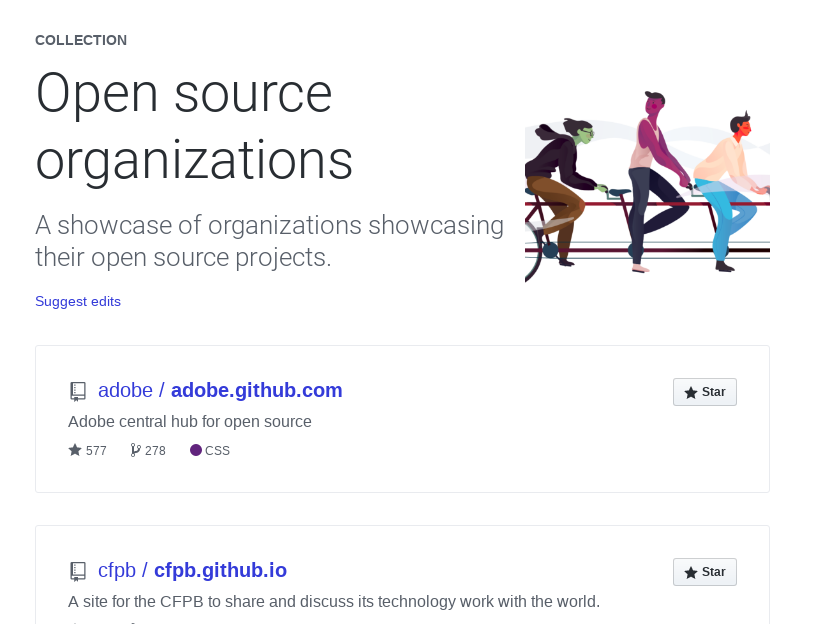 COLLECTION
Open source
organizations
A showcase of organizations showcasing
their open source projects.
Suggest edits
adobe / adobe.github.com
Star
Adobe central hub for open source
577 278 CSS
cfpb / cfpb.github.io
Star
A site for the CFPB to share and discuss its technology work with the world.